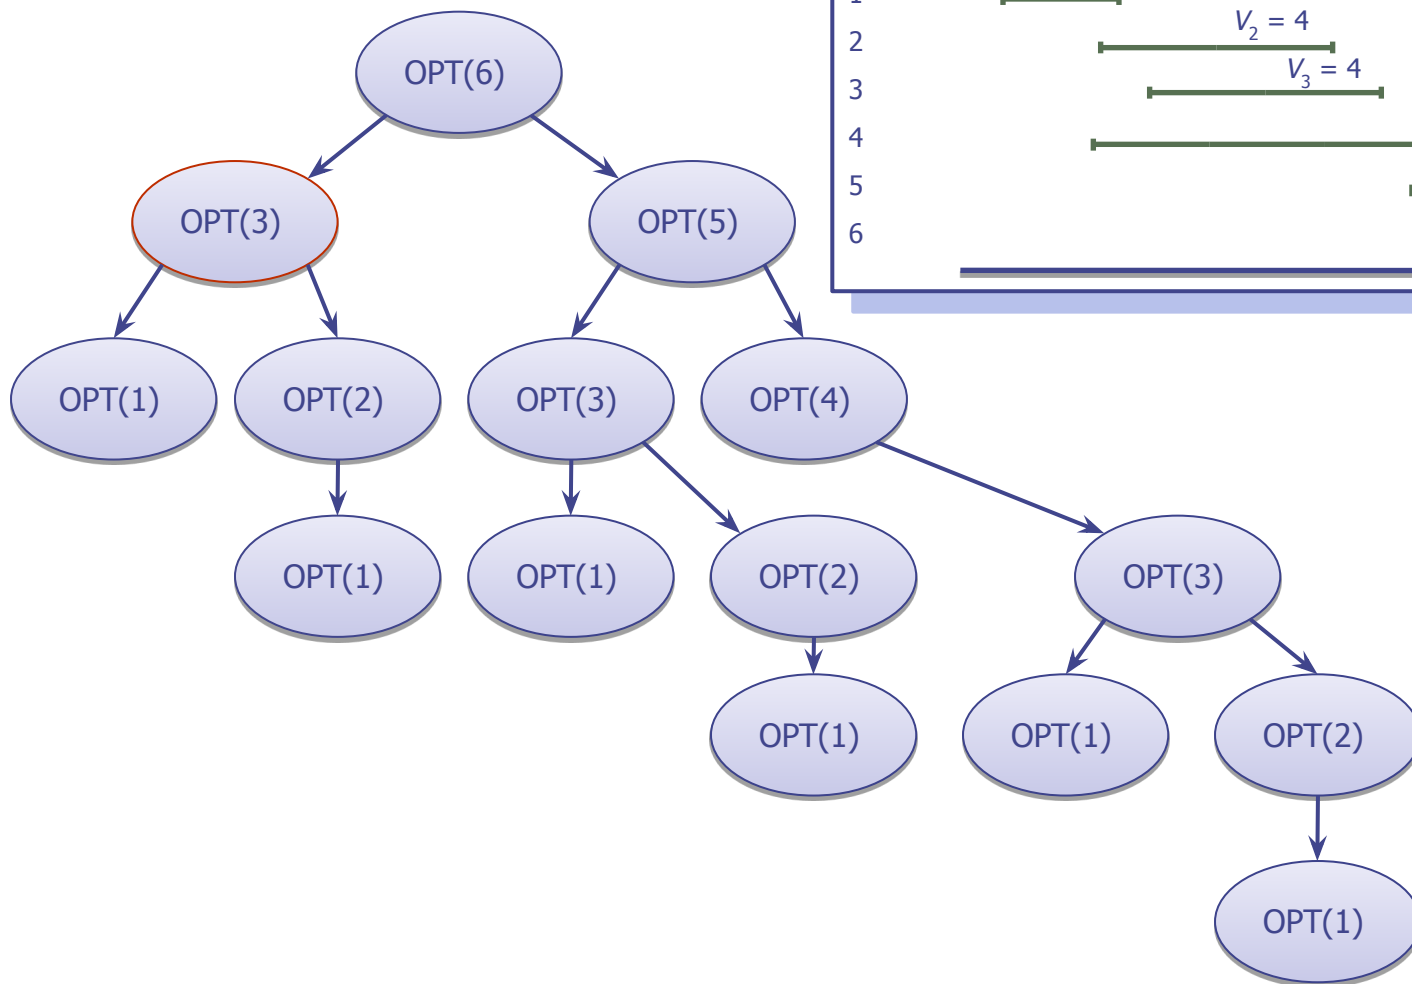 1
V2 = 4
2
V3 = 4
3
4
5
6
OPT(6)
OPT(3)
OPT(5)
OPT(1)
OPT(2)
OPT(3)
OPT(4)
OPT(1)
OPT(1)
OPT(2)
OPT(3)
OPT(1)
OPT(1)
OPT(2)
OPT(1)